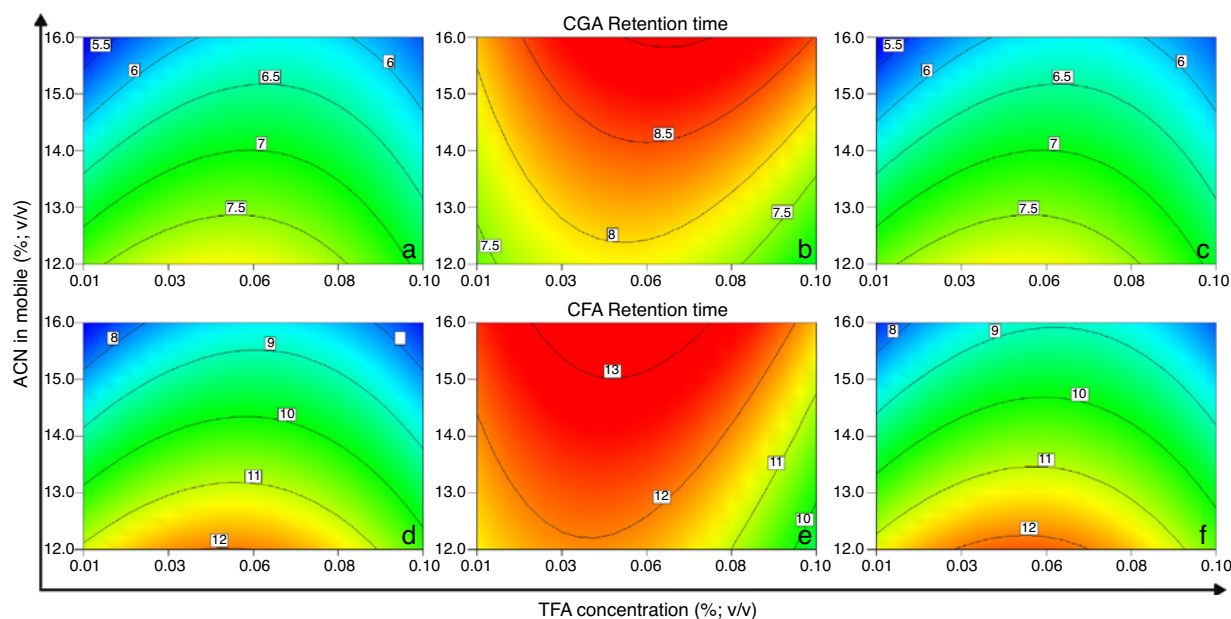 CGA Retention time
16.0 15.0 14.0 13.0 12.0
5.5 6 6 6.5 7 7.5 a
0.01 0.03 0.06 0.08 0.10
16.0 15.0 14.0 13.0 12.0
8.5 8 7.5 7.5 b
0.01 0.03 0.06 0.08 0.10
16.0 15.0 14.0 13.0 12.0
5.5 6 6 6.5 7 7.5 c
0.01 0.03 0.06 0.08 0.10
CFA Retention time
16.0 15.0 14.0 13.0 12.0
8 9 10 11 12 d
0.01 0.03 0.06 0.08 0.10
16.0 15.0 14.0 13.0 12.0
13 12 11 10 e
0.01 0.03 0.06 0.08 0.10
16.0 15.0 14.0 13.0 12.0
8 9 10 11 12 f
0.01 0.03 0.06 0.08 0.10
ACN in mobile (%; v/v)
TFA concentration (%; v/v)